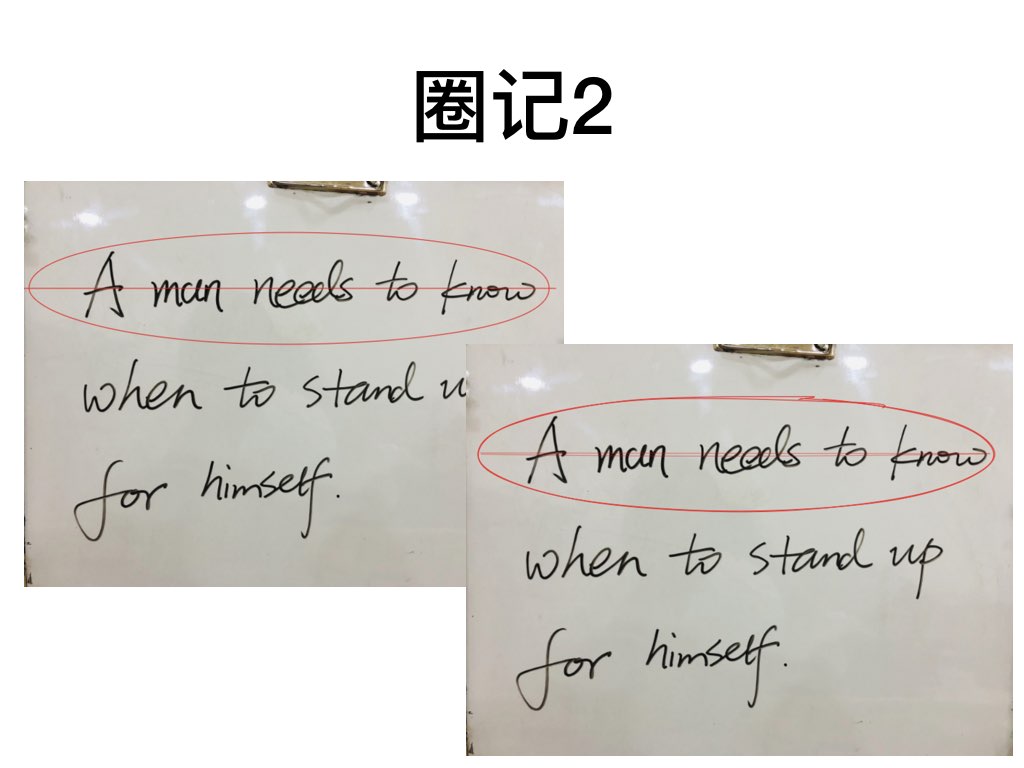 圈记2
A man needs to know
when to stand u
for himself.
A man needs to know
when to stand up
for himself.